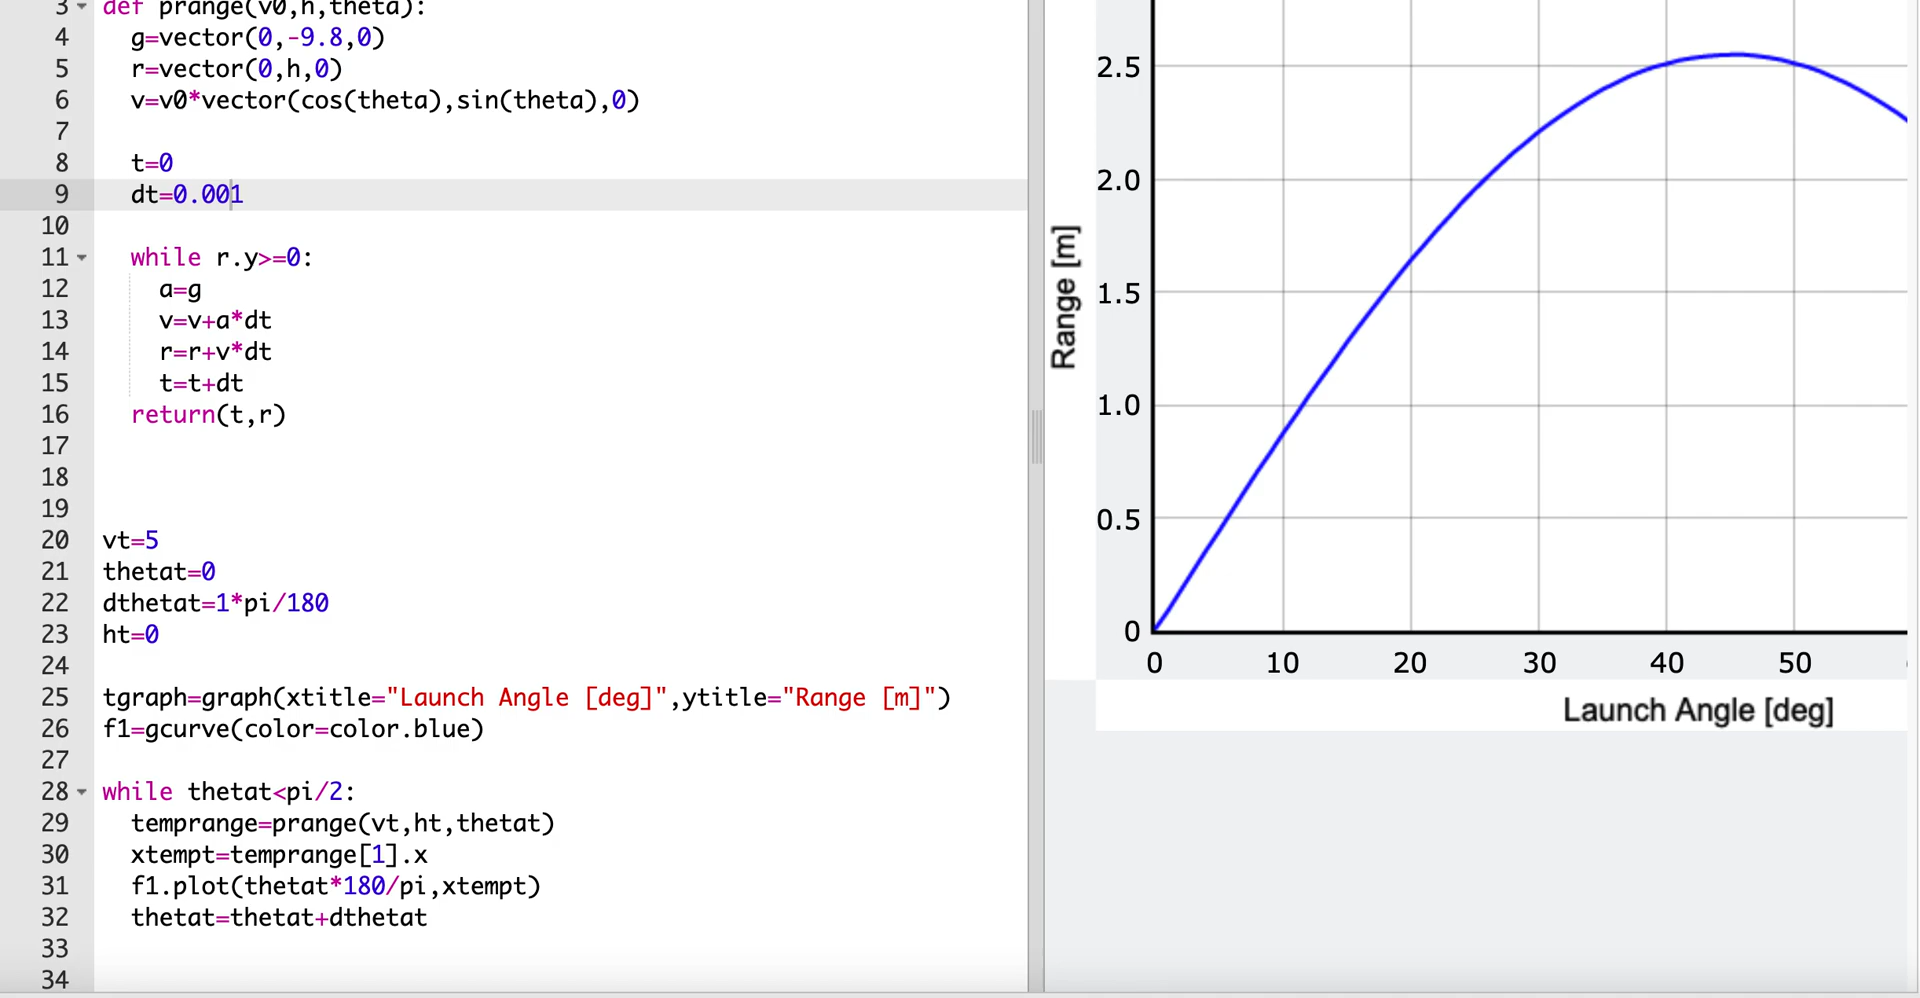 3 def prange(v0,h,theta):
4 g=vector(0,-9.8,0)
5 r=vector(0,h,0)
6 v=v0*vector(cos(theta),sin(theta),0)
7
8 t=0
9 dt=0.001
10
11 while r.y>=0:
12 a=g
13 v=v+a*dt
14 r=r+v*dt
15 t=t+dt
16 return(t,r)
17
18
19
20 vt=5
21 thetat=0
22 dthetat=1*pi/180
23 ht=0
24
25 tgraph=graph(xtitle="Launch Angle [deg]",ytitle="Range [m]")
26 f1=gcurve(color=color.blue)
27
28 while thetat<pi/2:
29 temprange=prange(vt,ht,thetat)
30 xtempt=temprange[1].x
31 f1.plot(thetat*180/pi,xtempt)
32 thetat=thetat+dthetat
33
34
2.5
2.0
1.5
1.0
0.5
0
Range [m]
0 10 20 30 40 50
Launch Angle [deg]